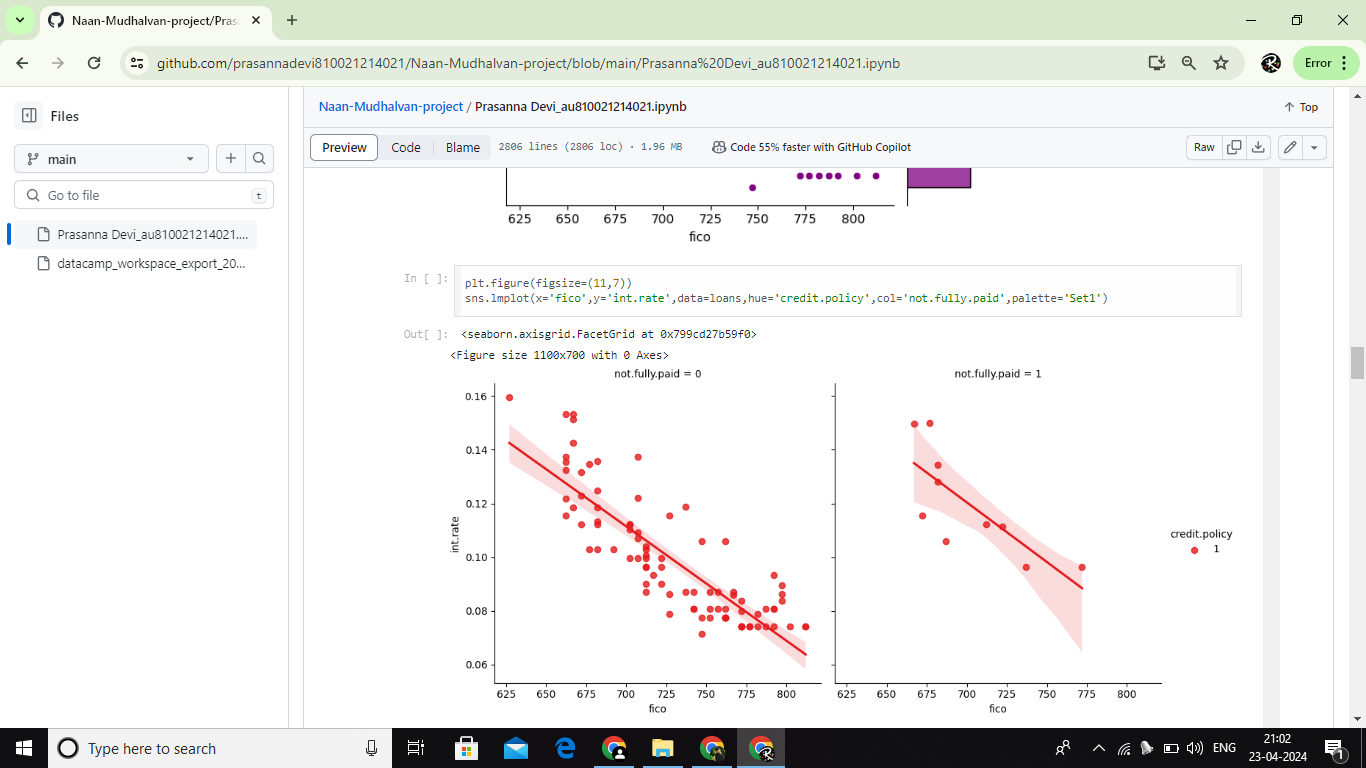 Naan-Mudhalvan-project/Pras
github.com/prasannadevi810021214021/Naan-Mudhalvan-project/blob/main/Prasanna%20Devi_au810021214021.ipynb
Error
Files
main
Go to file
t
Prasanna Devi_au810021214021....
datacamp_workspace_export_20...
Naan-Mudhalvan-project / Prasanna Devi_au810021214021.ipynb
Top
Preview Code Blame 2806 lines (2806 loc) · 1.96 MB Code 55% faster with GitHub Copilot Raw
625 650 675 700 725 750 775 800
fico
In [ ]:
plt.figure(figsize=(11,7))
sns.lmplot(x='fico',y='int.rate',data=loans,hue='credit.policy',col='not.fully.paid',palette='Set1')
Out[ ]: <seaborn.axisgrid.FacetGrid at 0x799cd27b59f0>
<Figure size 1100x700 with 0 Axes>
not.fully.paid = 0
not.fully.paid = 1
0.16
0.14
0.12
0.10
0.08
0.06
int.rate
credit.policy
1
625 650 675 700 725 750 775 800
fico
625 650 675 700 725 750 775 800
fico
Type here to search
ENG
21:02
23-04-2024
1